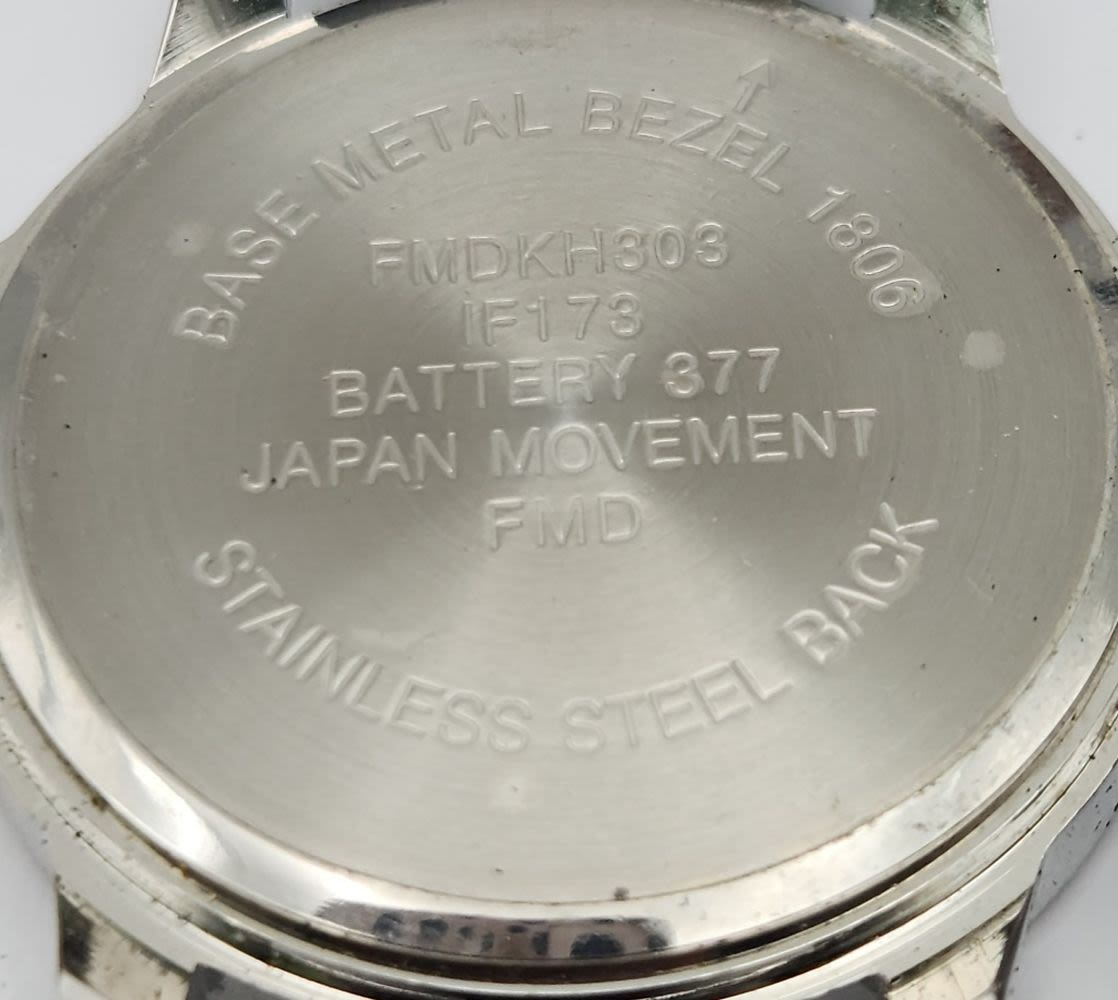 BASE METAL BEZEL 1806
FMDKH303
IF173
BATTERY 377
JAPAN MOVEMENT
FMD
STAINLESS STEEL BACK